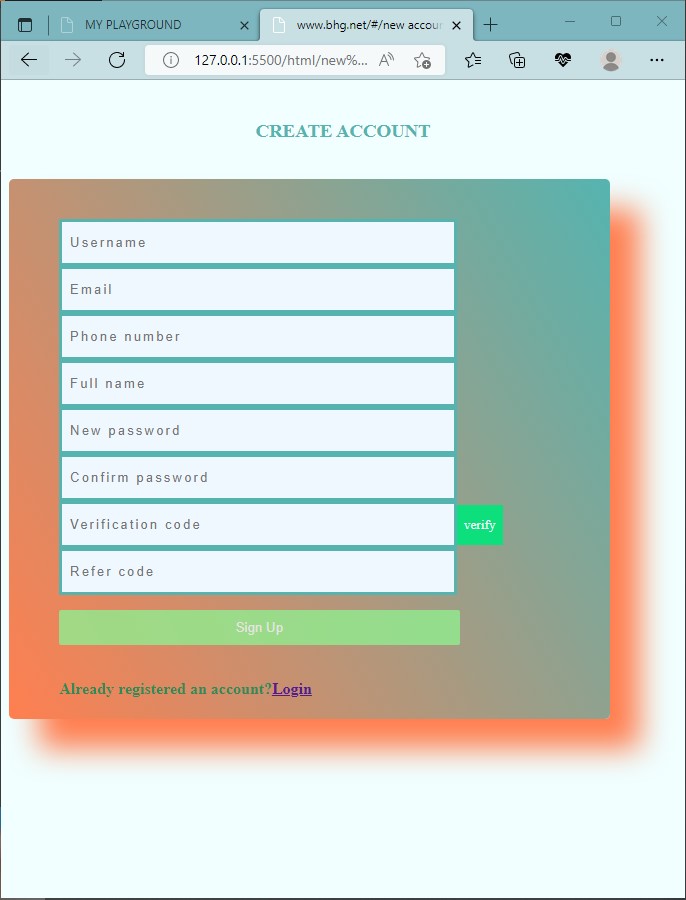 MY PLAYGROUND
www.bhg.net/#/new accour
127.0.0.1:5500/html/new%...
CREATE ACCOUNT
Username
Email
Phone number
Full name
New password
Confirm password
Verification code
verify
Refer code
Sign Up
Already registered an account?Login